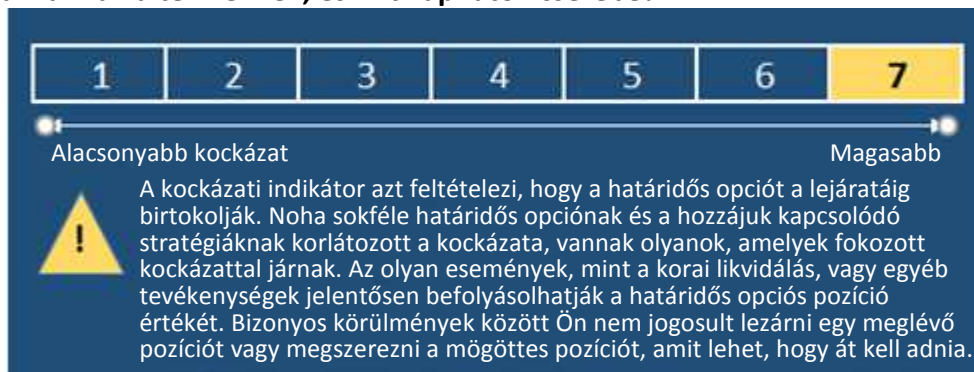 1 2 3 4 5 6 7
Alacsonyabb kockázat Magasabb
A kockázati indikátor azt feltételezi, hogy a határidős opciót a lejáratáig
birtokolják. Noha sokféle határidős opciónak és a hozzájuk kapcsolódó
stratégiáknak korlátozott a kockázata, vannak olyanok, amelyek fokozott
kockázattal járnak. Az olyan események, mint a korai likvidálás, vagy egyéb
tevékenységek jelentősen befolyásolhatják a határidős opciós pozíció
értékét. Bizonyos körülmények között Ön nem jogosult lezárni egy meglévő
pozíciót vagy megszerezni a mögöttes pozíciót, amit lehet, hogy át kell adnia.